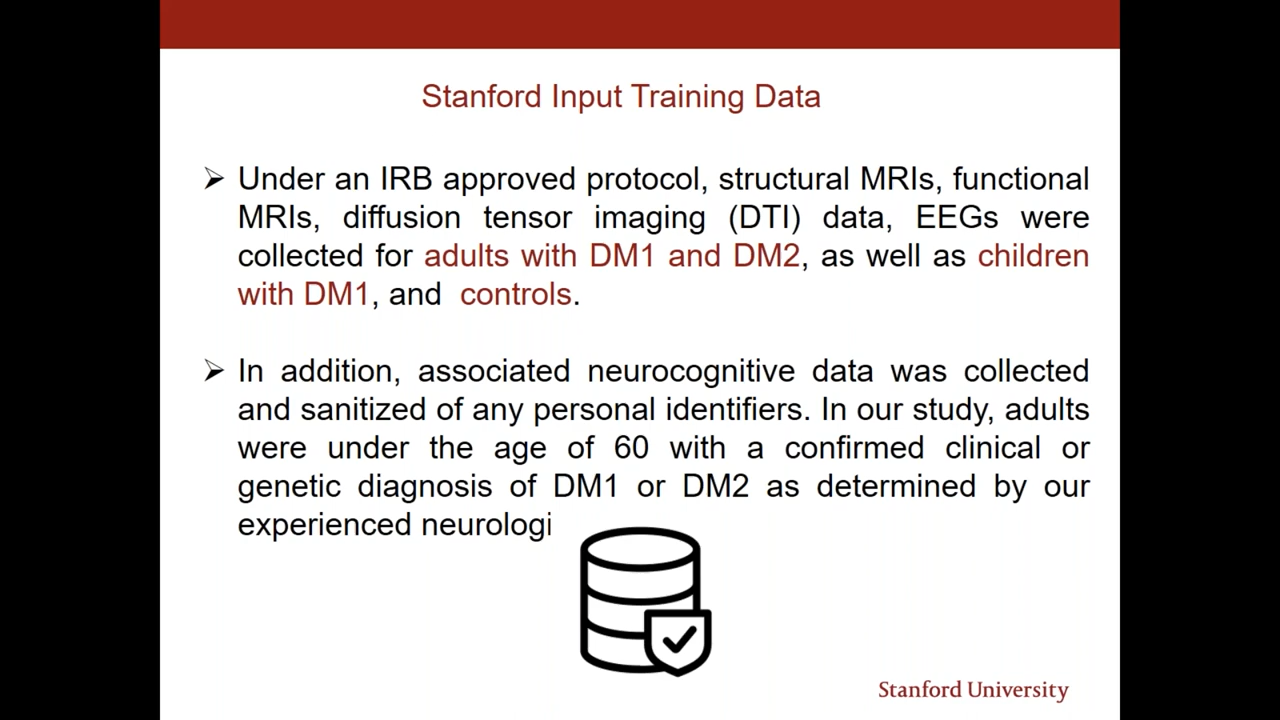 Stanford Input Training Data
Under an IRB approved protocol, structural MRIs, functional
MRIs, diffusion tensor imaging (DTI) data, EEGs were
collected for adults with DM1 and DM2, as well as children
with DM1, and controls.
In addition, associated neurocognitive data was collected
and sanitized of any personal identifiers. In our study, adults
were under the age of 60 with a confirmed clinical or
genetic diagnosis of DM1 or DM2 as determined by our
experienced neurologi
Stanford University